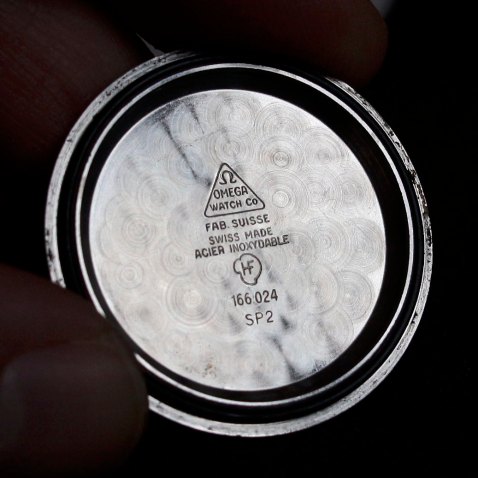 Ω
OMEGA
WATCH CO
FAB. SUISSE
SWISS MADE
ACIER INOXYDABLE
HF
166.024
SP2